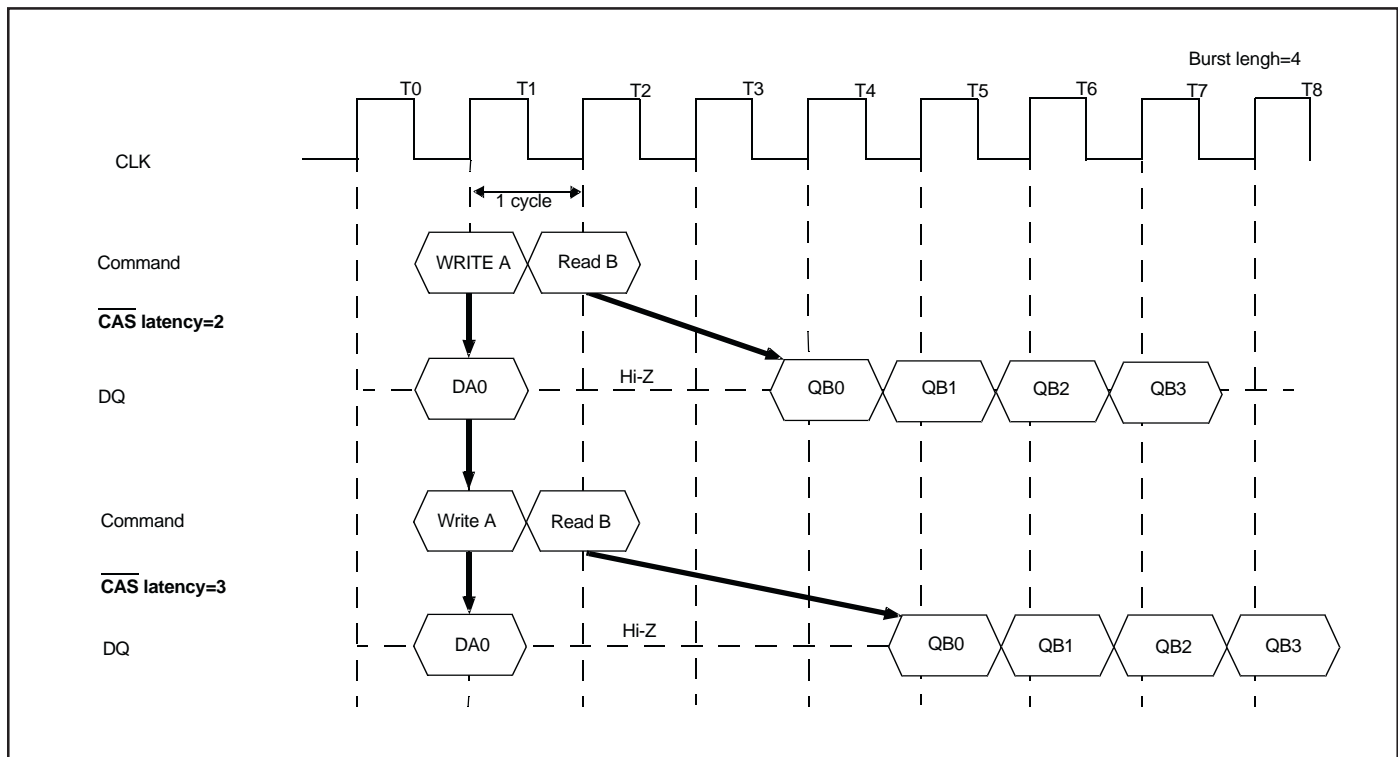 Burst lengh=4
T0 T1 T2 T3 T4 T5 T6 T7 T8
CLK
1 cycle
Command
WRITE A Read B
CAS latency=2
DQ
DA0 Hi-Z QB0 QB1 QB2 QB3
Command
Write A Read B
CAS latency=3
DQ
DA0 Hi-Z QB0 QB1 QB2 QB3